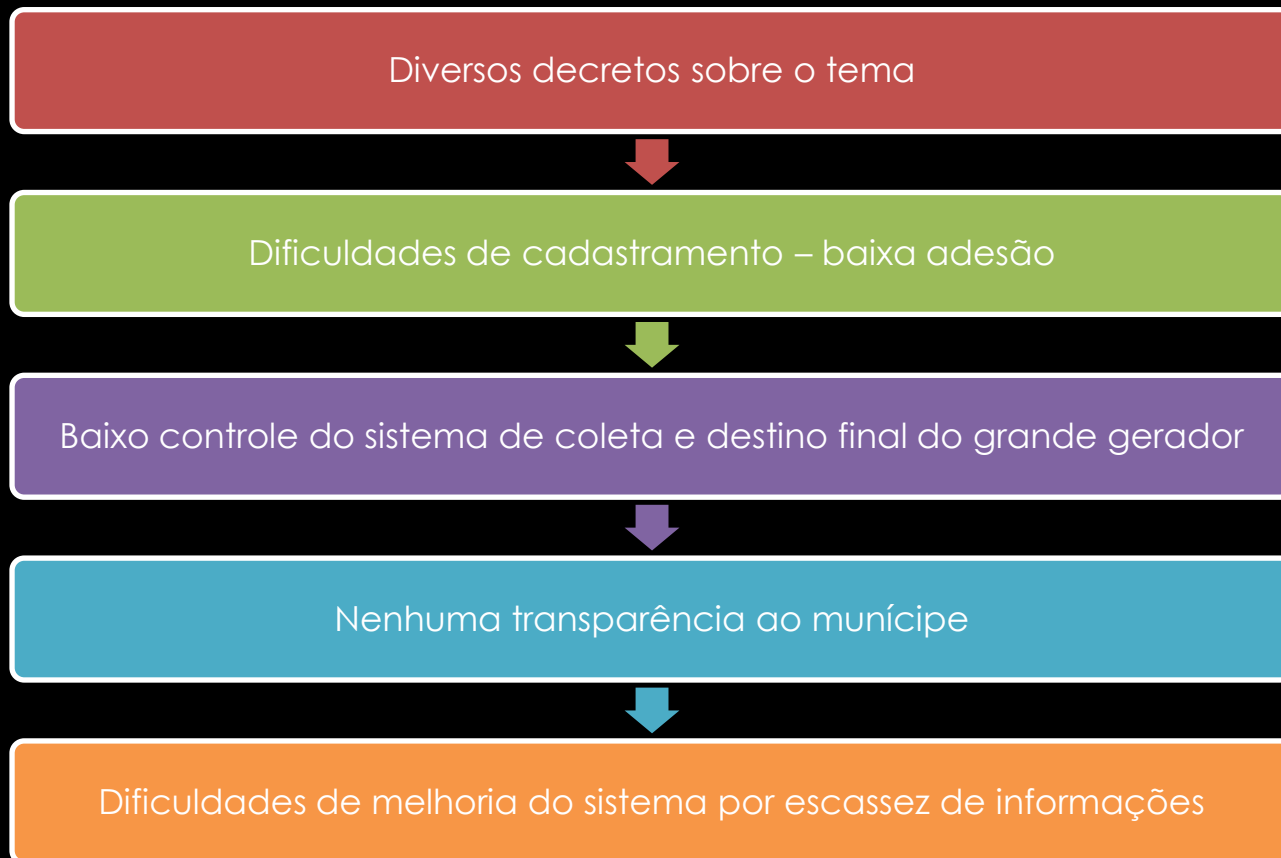 Diversos decretos sobre o tema
Dificuldades de cadastramento – baixa adesão
Baixo controle do sistema de coleta e destino final do grande gerador
Nenhuma transparência ao munícipe
Dificuldades de melhoria do sistema por escassez de informações